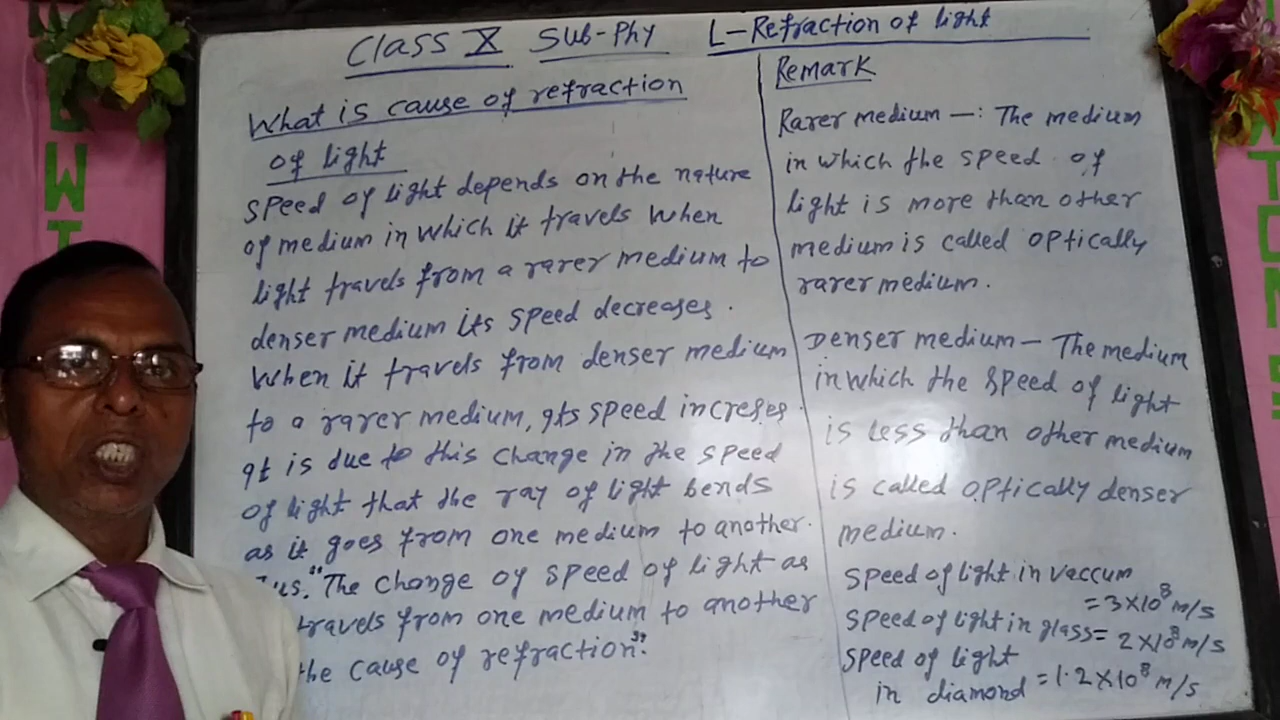 Class X Sub-Phy L-Refraction of light
What is cause of refraction
of light
Speed of light depends on the nature
of medium in which it travels when
light travels from a rarer medium to
denser medium its speed decreases.
When it travels from denser medium
to a rarer medium, gts speed increses.
gt is due to this change in the speed
of light that the ray of light bends
as it goes from one medium to another.
"The change of speed of light as
travels from one medium to another
the cause of refraction".
Remark
Rarer medium —: The medium
in which the speed of
light is more than other
medium is called optically
rarer medium.
Denser medium — The medium
in which the speed of light
is less than other medium
is called optically denser
medium.
Speed of light in vaccum
= 3×10⁸ m/s
Speed of light in glass = 2×10⁸ m/s
Speed of light
in diamond = 1.2×10⁸ m/s